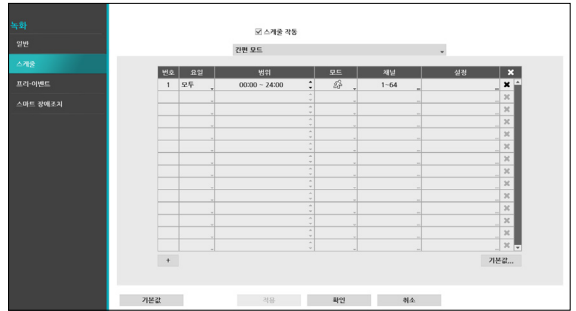 녹화
일반
스케줄
프리-이벤트
스마트 장애조치
스케줄 작동
간편 모드
번호 요일 범위 모드 채널 설정
1 모두 00:00 ~ 24:00 1~64
+ 기본값...
기본값 적용 확인 취소